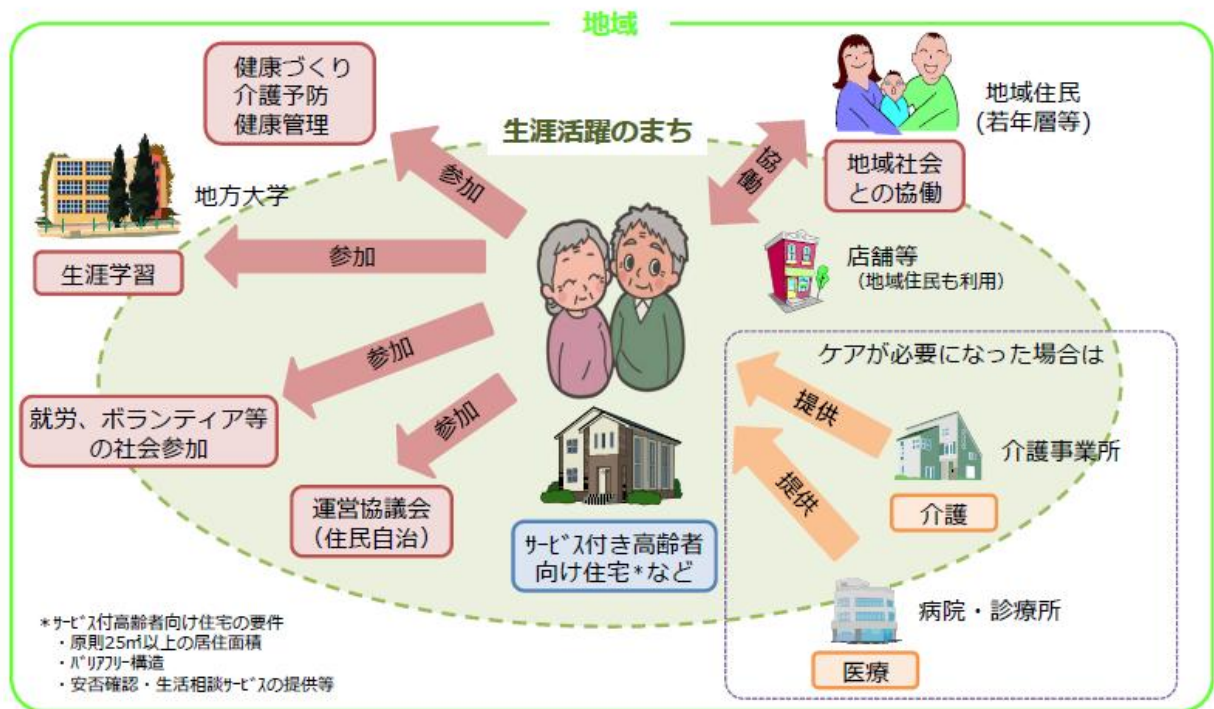 地域
健康づくり
介護予防
健康管理
生涯活躍のまち
地域住民
(若年層等)
協働
地域社会
との協働
地方大学
生涯学習
参加
参加
参加
参加
店舗等
（地域住民も利用）
就労、ボランティア等
の社会参加
運営協議会
（住民自治）
ｻｰﾋﾞｽ付き高齢者
向け住宅*など
ケアが必要になった場合は
提供
提供
介護事業所
介護
病院・診療所
医療
*ｻｰﾋﾞｽ付高齢者向け住宅の要件
・原則25㎡以上の居住面積
・ﾊﾞﾘｱﾌﾘｰ構造
・安否確認・生活相談ｻｰﾋﾞｽの提供等